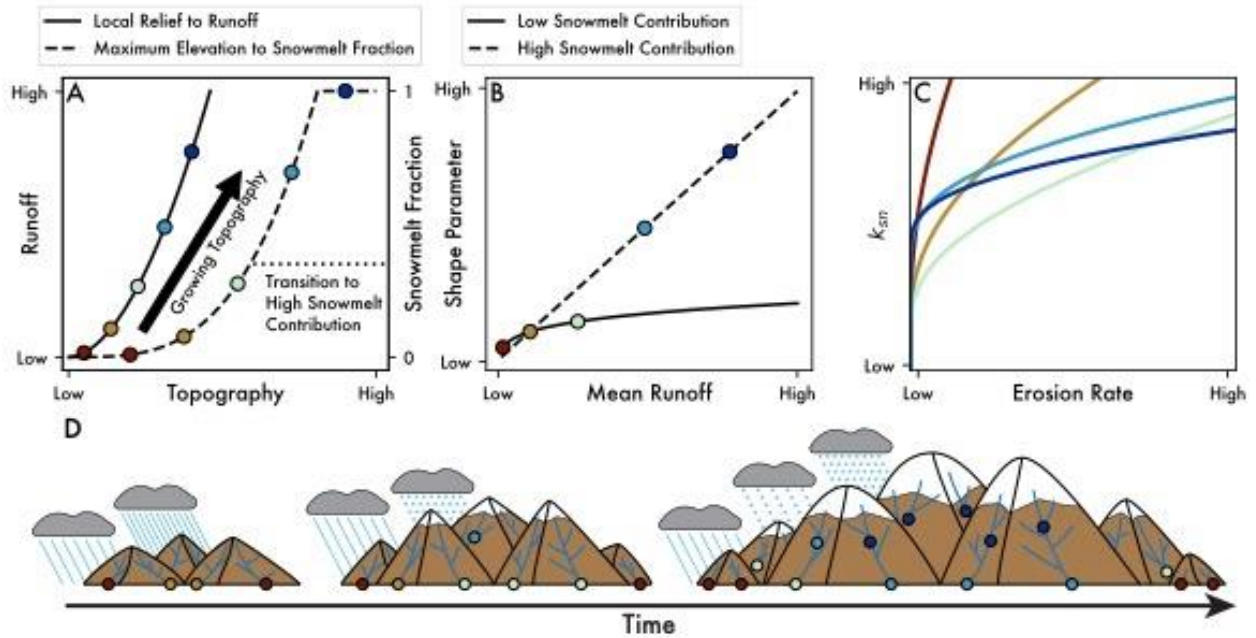 Local Relief to Runoff
Maximum Elevation to Snowmelt Fraction
Low Snowmelt Contribution
High Snowmelt Contribution
A
High
Low
Runoff
Growing Topography
Transition to
High Snowmelt
Contribution
1
0
Snowmelt Fraction
Low
Topography
High
B
High
Low
Shape Parameter
Low
Mean Runoff
High
C
High
Low
ksn
Low
Erosion Rate
High
D
Time